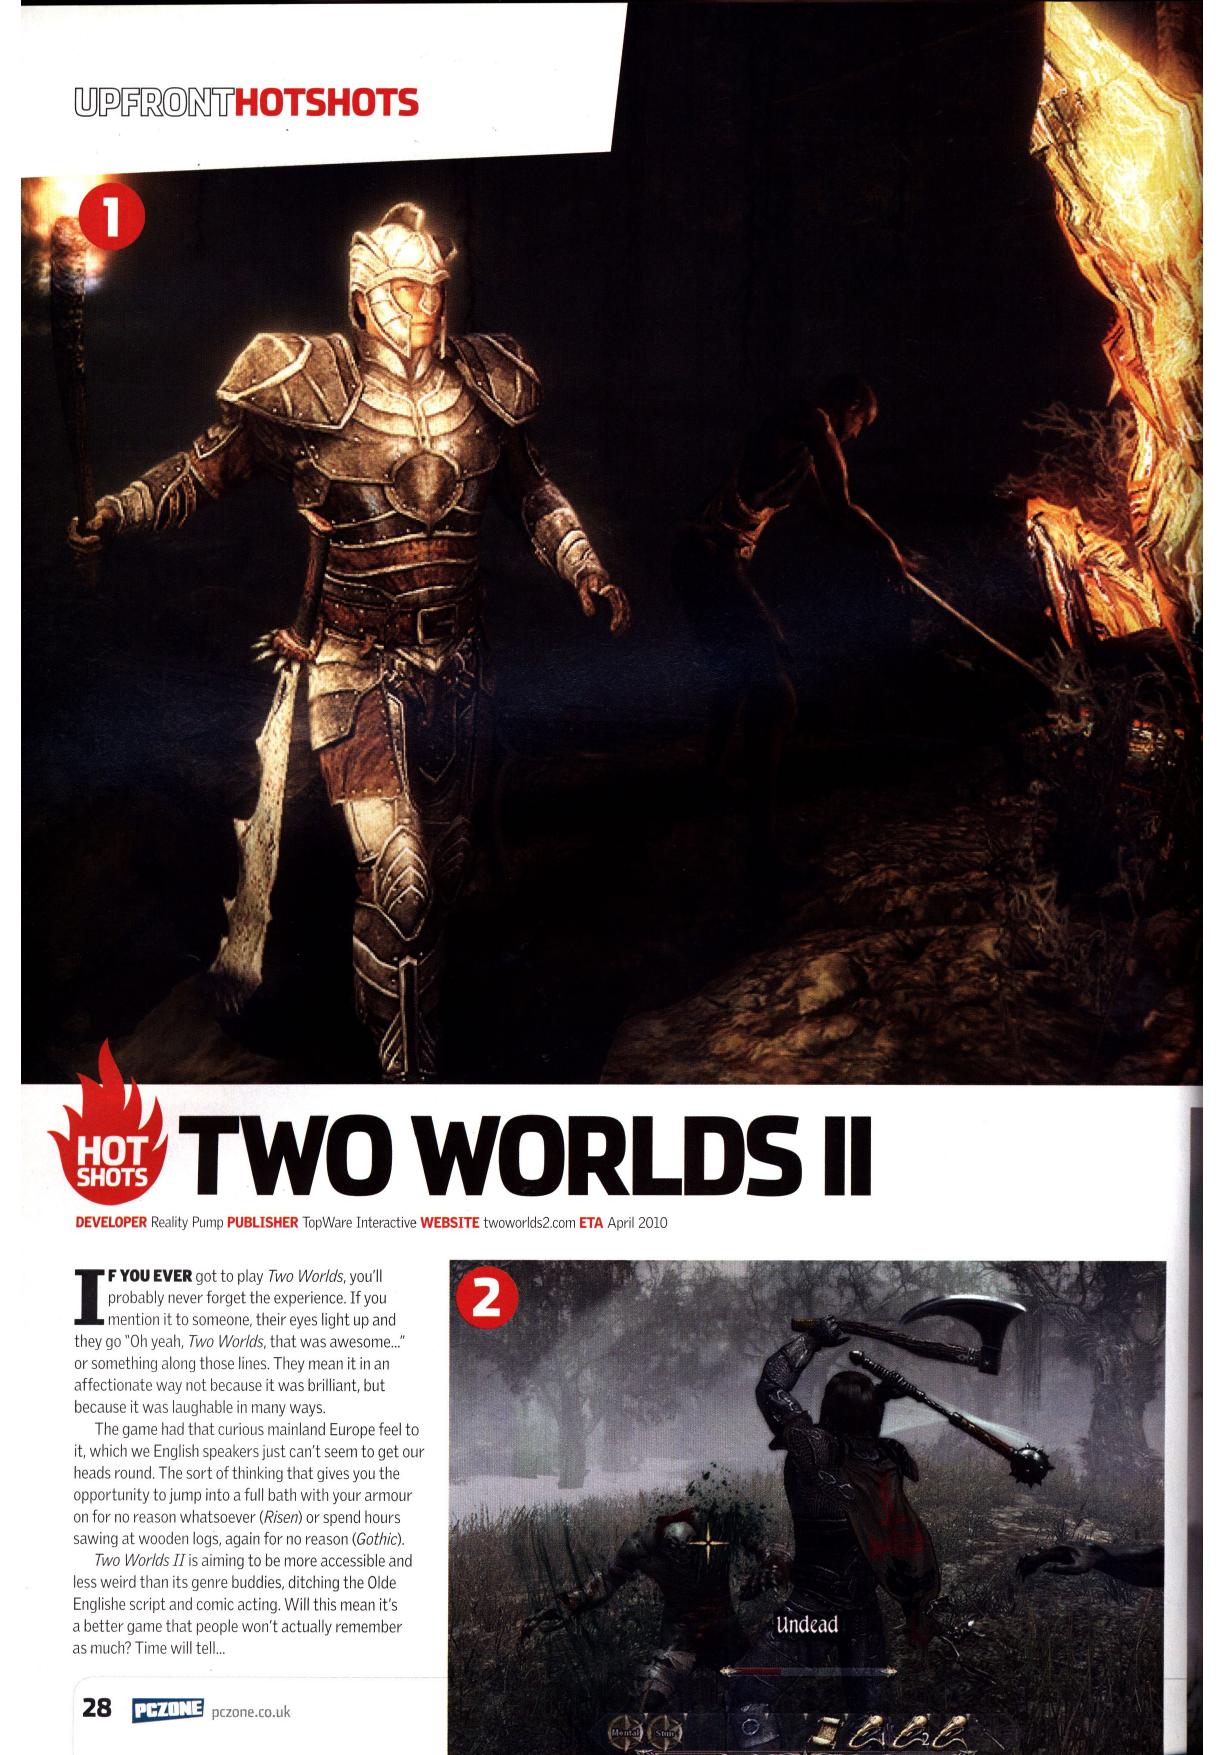 UPFRONTHOTSHOTS
1
HOT
SHOTS
TWO WORLDS II
DEVELOPER Reality Pump PUBLISHER TopWare Interactive WEBSITE twoworlds2.com ETA April 2010
IF YOU EVER got to play Two Worlds, you'll
probably never forget the experience. If you
mention it to someone, their eyes light up and
they go "Oh yeah, Two Worlds, that was awesome..."
or something along those lines. They mean it in an
affectionate way not because it was brilliant, but
because it was laughable in many ways.
The game had that curious mainland Europe feel to
it, which we English speakers just can't seem to get our
heads round. The sort of thinking that gives you the
opportunity to jump into a full bath with your armour
on for no reason whatsoever (Risen) or spend hours
sawing at wooden logs, again for no reason (Gothic).
Two Worlds II is aiming to be more accessible and
less weird than its genre buddies, ditching the Olde
Englishe script and comic acting. Will this mean it's
a better game that people won't actually remember
as much? Time will tell...
2
Undead
Mental Stun
28 PCZONE pczone.co.uk